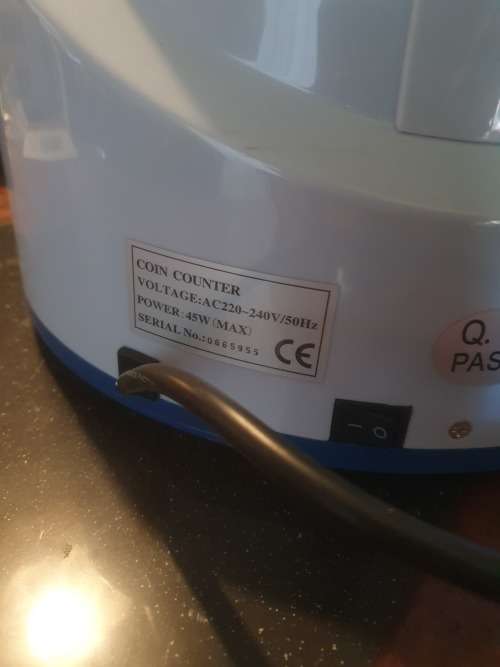 COIN COUNTER
VOLTAGE:AC220~240V/50Hz
POWER: 45W(MAX)
SERIAL No.:0665955
CE
Q.
PAS